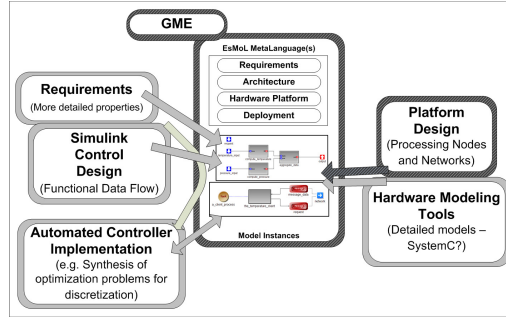 GME
EsMoL MetaLanguage(s)
Requirements
Architecture
Hardware Platform
Deployment
Model Instances
Requirements
(More detailed properties)
Simulink
Control
Design
(Functional Data Flow)
Automated Controller
Implementation
(e.g. Synthesis of
optimization problems for
discretization)
Platform
Design
(Processing Nodes
and Networks)
Hardware Modeling
Tools
(Detailed models –
SystemC?)